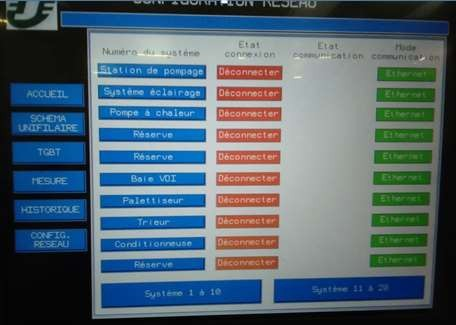 CONFIGURATION RESEAU
Numéro du système Etat connexion Etat communication Mode communication
Station de pompage Déconnecter Ethernet
Système éclairage Déconnecter Ethernet
Pompe à chaleur Déconnecter Ethernet
Réserve Déconnecter Ethernet
Réserve Déconnecter Ethernet
Baie VDI Déconnecter Ethernet
Palettiseur Déconnecter Ethernet
Trieur Déconnecter Ethernet
Conditionneuse Déconnecter Ethernet
Réserve Déconnecter Ethernet
Système 1 à 10 Système 11 à 20
ACCUEIL
SCHEMA
UNIFILAIRE
TGBT
MESURE
HISTORIQUE
CONFIG.
RESEAU